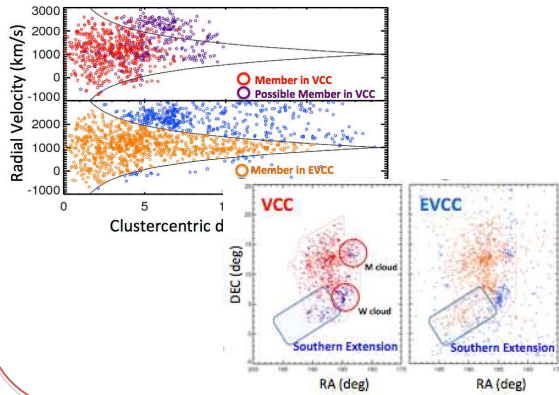 3000
2000
1000
0
-1000
Member in VCC
Possible Member in VCC
2000
1000
0
-1000
Member in EVCC
0
5
Radial Velocity (km/s)
Clustercentric d
VCC
EVCC
M cloud
W cloud
Southern Extension
Southern Extension
DEC (deg)
RA (deg)
RA (deg)